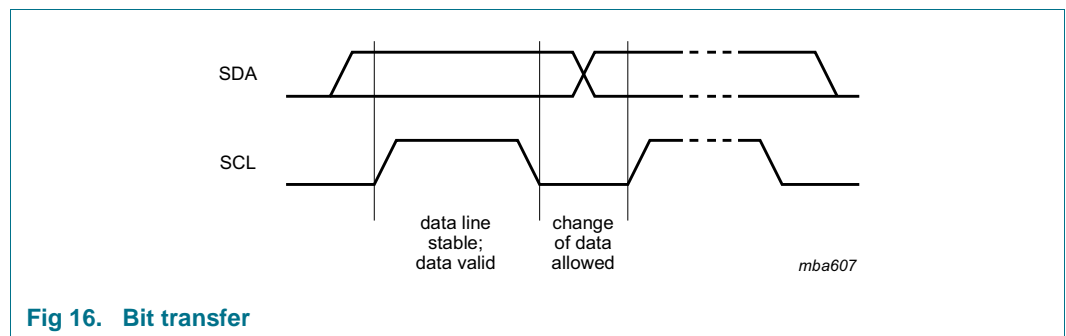 SDA
SCL
data line
stable;
data valid
change
of data
allowed
mba607
Fig 16. Bit transfer